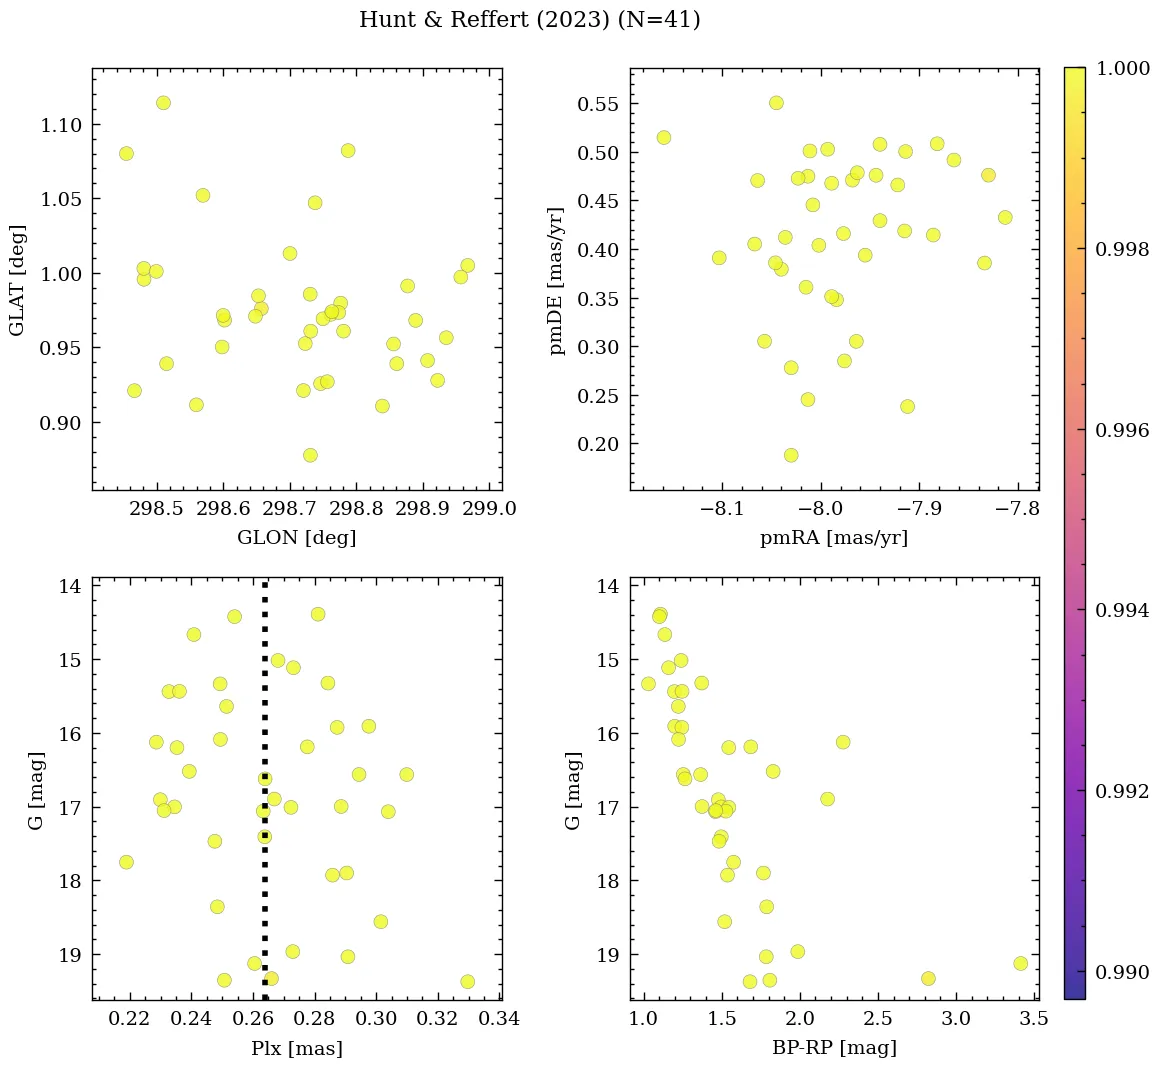 Hunt & Reffert (2023) (N=41)
1.10
1.05
1.00
0.95
0.90
GLAT [deg]
298.5 298.6 298.7 298.8 298.9 299.0
GLON [deg]
0.55
0.50
0.45
0.40
0.35
0.30
0.25
0.20
pmDE [mas/yr]
−8.1 −8.0 −7.9 −7.8
pmRA [mas/yr]
14
15
16
17
18
19
G [mag]
0.22 0.24 0.26 0.28 0.30 0.32 0.34
Plx [mas]
14
15
16
17
18
19
G [mag]
1.0 1.5 2.0 2.5 3.0 3.5
BP-RP [mag]
1.000
0.998
0.996
0.994
0.992
0.990